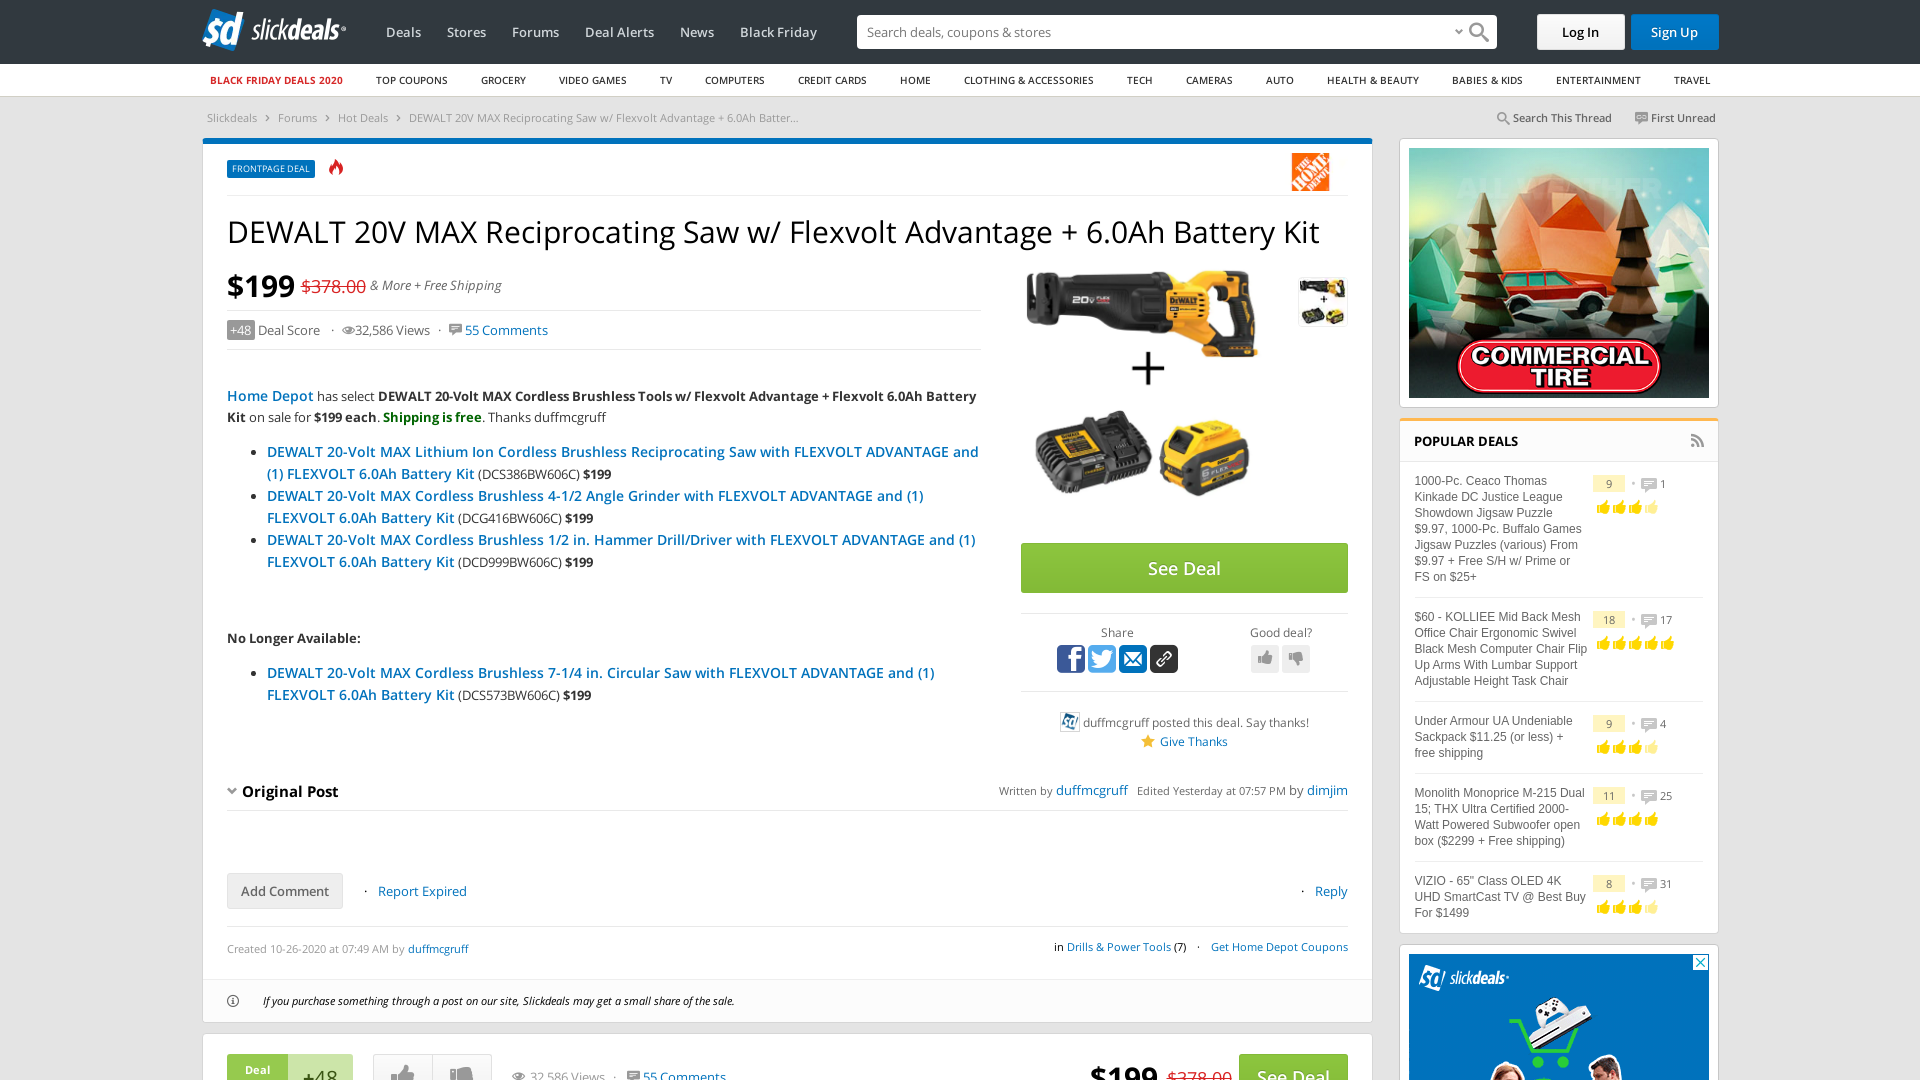 slickdeals
Deals
Stores
Forums
Deal Alerts
News
Black Friday
Search deals, coupons & stores
Log In
Sign Up
BLACK FRIDAY DEALS 2020
TOP COUPONS
GROCERY
VIDEO GAMES
TV
COMPUTERS
CREDIT CARDS
HOME
CLOTHING & ACCESSORIES
TECH
CAMERAS
AUTO
HEALTH & BEAUTY
BABIES & KIDS
ENTERTAINMENT
TRAVEL
Slickdeals > Forums > Hot Deals > DEWALT 20V MAX Reciprocating Saw w/ Flexvolt Advantage + 6.0Ah Batter...
Search This Thread
First Unread
FRONTPAGE DEAL
THE HOME DEPOT
DEWALT 20V MAX Reciprocating Saw w/ Flexvolt Advantage + 6.0Ah Battery Kit
$199 $378.00 & More + Free Shipping
+48 Deal Score · 32,586 Views · 55 Comments
Home Depot has select DEWALT 20-Volt MAX Cordless Brushless Tools w/ Flexvolt Advantage + Flexvolt 6.0Ah Battery
Kit on sale for $199 each. Shipping is free. Thanks duffmcgruff
• DEWALT 20-Volt MAX Lithium Ion Cordless Brushless Reciprocating Saw with FLEXVOLT ADVANTAGE and
(1) FLEXVOLT 6.0Ah Battery Kit (DCS386BW606C) $199
• DEWALT 20-Volt MAX Cordless Brushless 4-1/2 Angle Grinder with FLEXVOLT ADVANTAGE and (1)
FLEXVOLT 6.0Ah Battery Kit (DCG416BW606C) $199
• DEWALT 20-Volt MAX Cordless Brushless 1/2 in. Hammer Drill/Driver with FLEXVOLT ADVANTAGE and (1)
FLEXVOLT 6.0Ah Battery Kit (DCD999BW606C) $199
No Longer Available:
• DEWALT 20-Volt MAX Cordless Brushless 7-1/4 in. Circular Saw with FLEXVOLT ADVANTAGE and (1)
FLEXVOLT 6.0Ah Battery Kit (DCS573BW606C) $199
20V
DEWALT
See Deal
Share
Good deal?
duffmcgruff posted this deal. Say thanks!
Give Thanks
Original Post
Written by duffmcgruff Edited Yesterday at 07:57 PM by dimjim
Add Comment · Report Expired
· Reply
Created 10-26-2020 at 07:49 AM by duffmcgruff
in Drills & Power Tools (7) · Get Home Depot Coupons
If you purchase something through a post on our site, Slickdeals may get a small share of the sale.
Deal
+48
32,586 Views · 55 Comments
$199 $378.00 See Deal
COMMERCIAL
TIRE
POPULAR DEALS
1000-Pc. Ceaco Thomas
Kinkade DC Justice League
Showdown Jigsaw Puzzle
$9.97, 1000-Pc. Buffalo Games
Jigsaw Puzzles (various) From
$9.97 + Free S/H w/ Prime or
FS on $25+
9 • 1
$60 - KOLLIEE Mid Back Mesh
Office Chair Ergonomic Swivel
Black Mesh Computer Chair Flip
Up Arms With Lumbar Support
Adjustable Height Task Chair
18 • 17
Under Armour UA Undeniable
Sackpack $11.25 (or less) +
free shipping
9 • 4
Monolith Monoprice M-215 Dual
15; THX Ultra Certified 2000-
Watt Powered Subwoofer open
box ($2299 + Free shipping)
11 • 25
VIZIO - 65" Class OLED 4K
UHD SmartCast TV @ Best Buy
For $1499
8 • 31
slickdeals